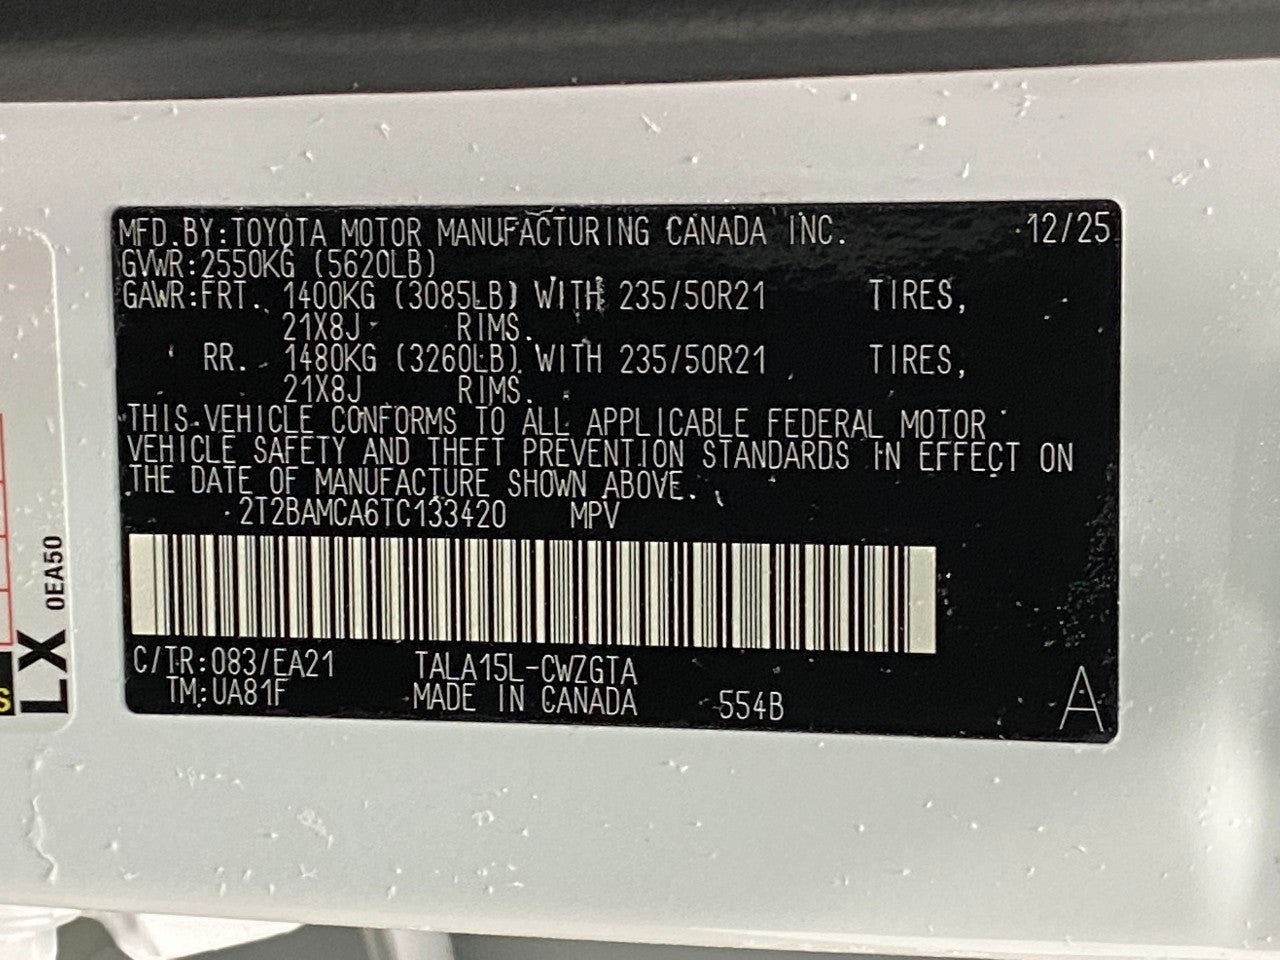 MFD.BY:TOYOTA MOTOR MANUFACTURING CANADA INC. 12/25
GVWR:2550KG (5620LB)
GAWR:FRT. 1400KG (3085LB) WITH 235/50R21 TIRES,
21X8J RIMS.
RR. 1480KG (3260LB) WITH 235/50R21 TIRES,
21X8J RIMS.
THIS VEHICLE CONFORMS TO ALL APPLICABLE FEDERAL MOTOR
VEHICLE SAFETY AND THEFT PREVENTION STANDARDS IN EFFECT ON
THE DATE OF MANUFACTURE SHOWN ABOVE.
2T2BAMCA6TC133420 MPV
C/TR:083/EA21 TALA15L-CWZGTA
TM:UA81F MADE IN CANADA 554B
A
LX 0EA50
S